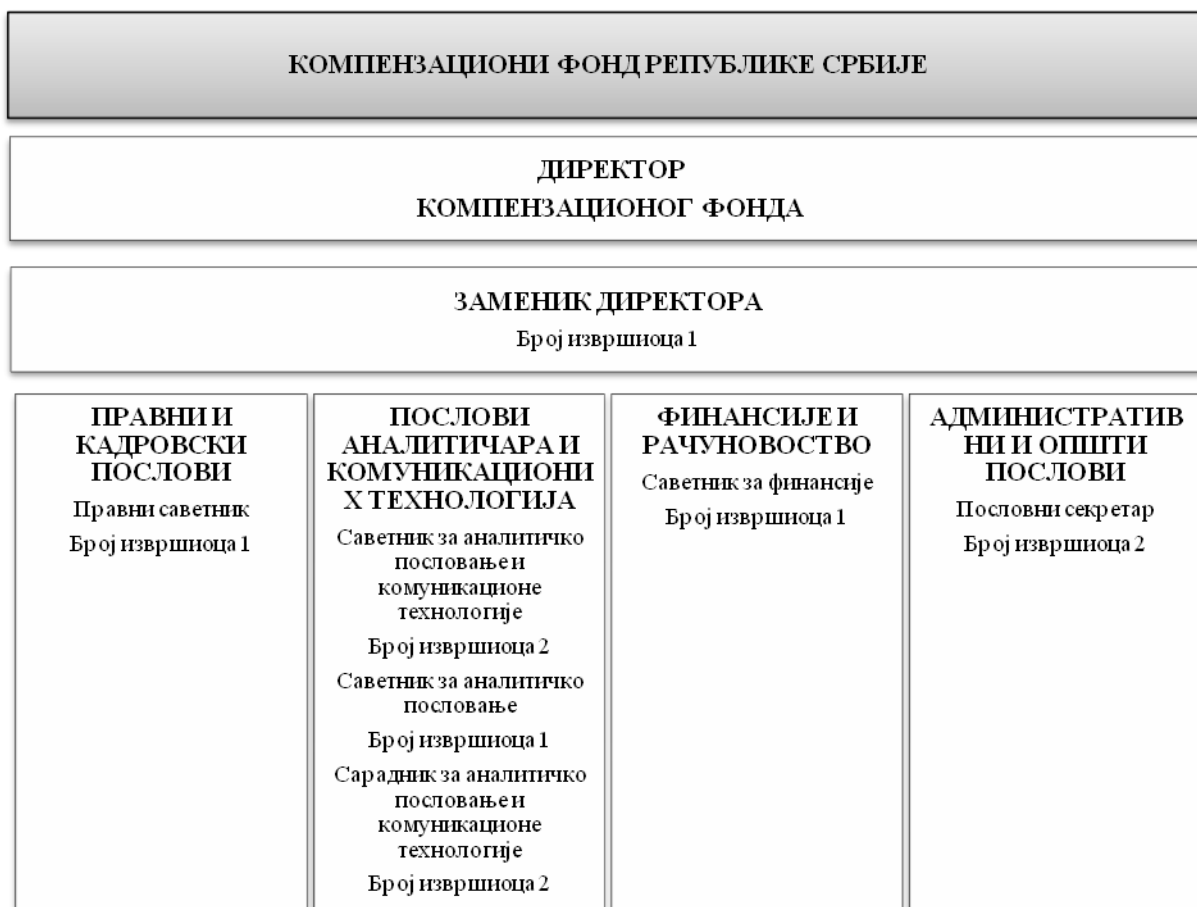 КОМПЕНЗАЦИОНИ ФОНД РЕПУБЛИКЕ СРБИЈЕ
ДИРЕКТОР
КОМПЕНЗАЦИОНОГ ФОНДА
ЗАМЕНИК ДИРЕКТОРА
Број извршиоца 1
ПРАВНИ И
КАДРОВСКИ
ПОСЛОВИ
Правни саветник
Број извршиоца 1
ПОСЛОВИ
АНАЛИТИЧАРА И
КОМУНИКАЦИОНИ
Х ТЕХНОЛОГИЈА
Саветник за аналитичко
пословање и
комуникационе
технологије
Број извршиоца 2
Саветник за аналитичко
пословање
Број извршиоца 1
Сарадник за аналитичко
пословање и
комуникационе
технологије
Број извршиоца 2
ФИНАНСИЈЕ И
РАЧУНОВОСТВО
Саветник за финансије
Број извршиоца 1
АДМИНИСТРАТИВ
НИ И ОПШТИ
ПОСЛОВИ
Пословни секретар
Број извршиоца 2